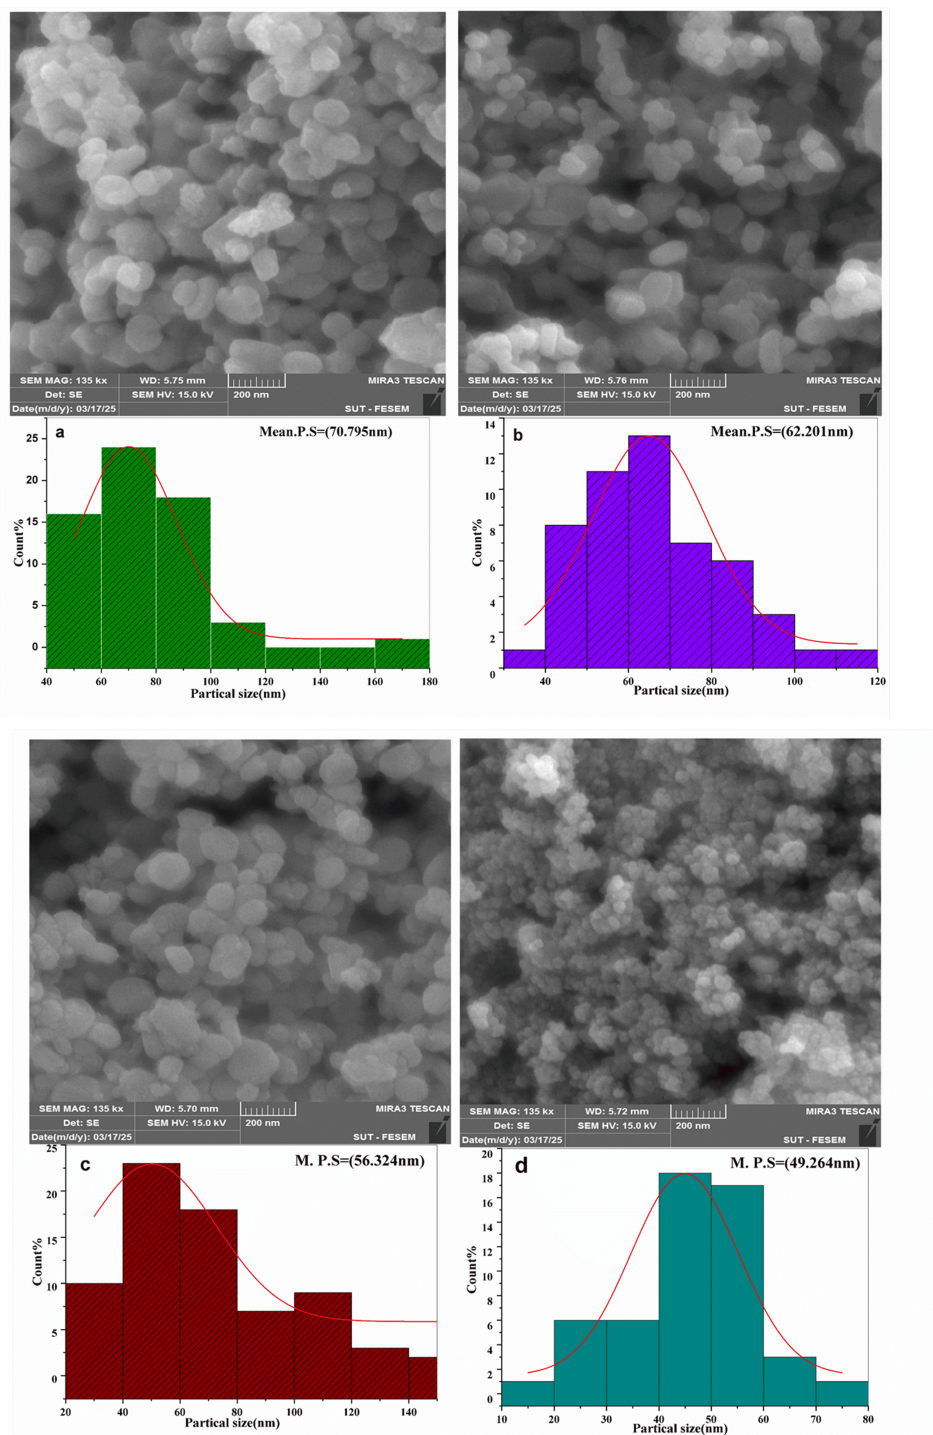 SEM MAG: 135 kx WD: 5.75 mm MIRA3 TESCAN
Det: SE SEM HV: 15.0 kV 200 nm
Date(m/d/y): 03/17/25 SUT - FESEM
SEM MAG: 135 kx WD: 5.76 mm MIRA3 TESCAN
Det: SE SEM HV: 15.0 kV 200 nm
Date(m/d/y): 03/17/25 SUT - FESEM
a Mean.P.S=(70.795nm)
Count%
25
20
15
10
5
0
40 60 80 100 120 140 160 180
Partical size(nm)
b Mean.P.S=(62.201nm)
Count%
14
12
10
8
6
4
2
0
40 60 80 100 120
Partical size(nm)
SEM MAG: 135 kx WD: 5.70 mm MIRA3 TESCAN
Det: SE SEM HV: 15.0 kV 200 nm
Date(m/d/y): 03/17/25 SUT - FESEM
SEM MAG: 135 kx WD: 5.72 mm MIRA3 TESCAN
Det: SE SEM HV: 15.0 kV 200 nm
Date(m/d/y): 03/17/25 SUT - FESEM
c M. P.S=(56.324nm)
Count%
25
20
15
10
5
0
20 40 60 80 100 120 140
Partical size(nm)
d M. P.S=(49.264nm)
Count%
20
18
16
14
12
10
8
6
4
2
0
10 20 30 40 50 60 70 80
Partical size(nm)